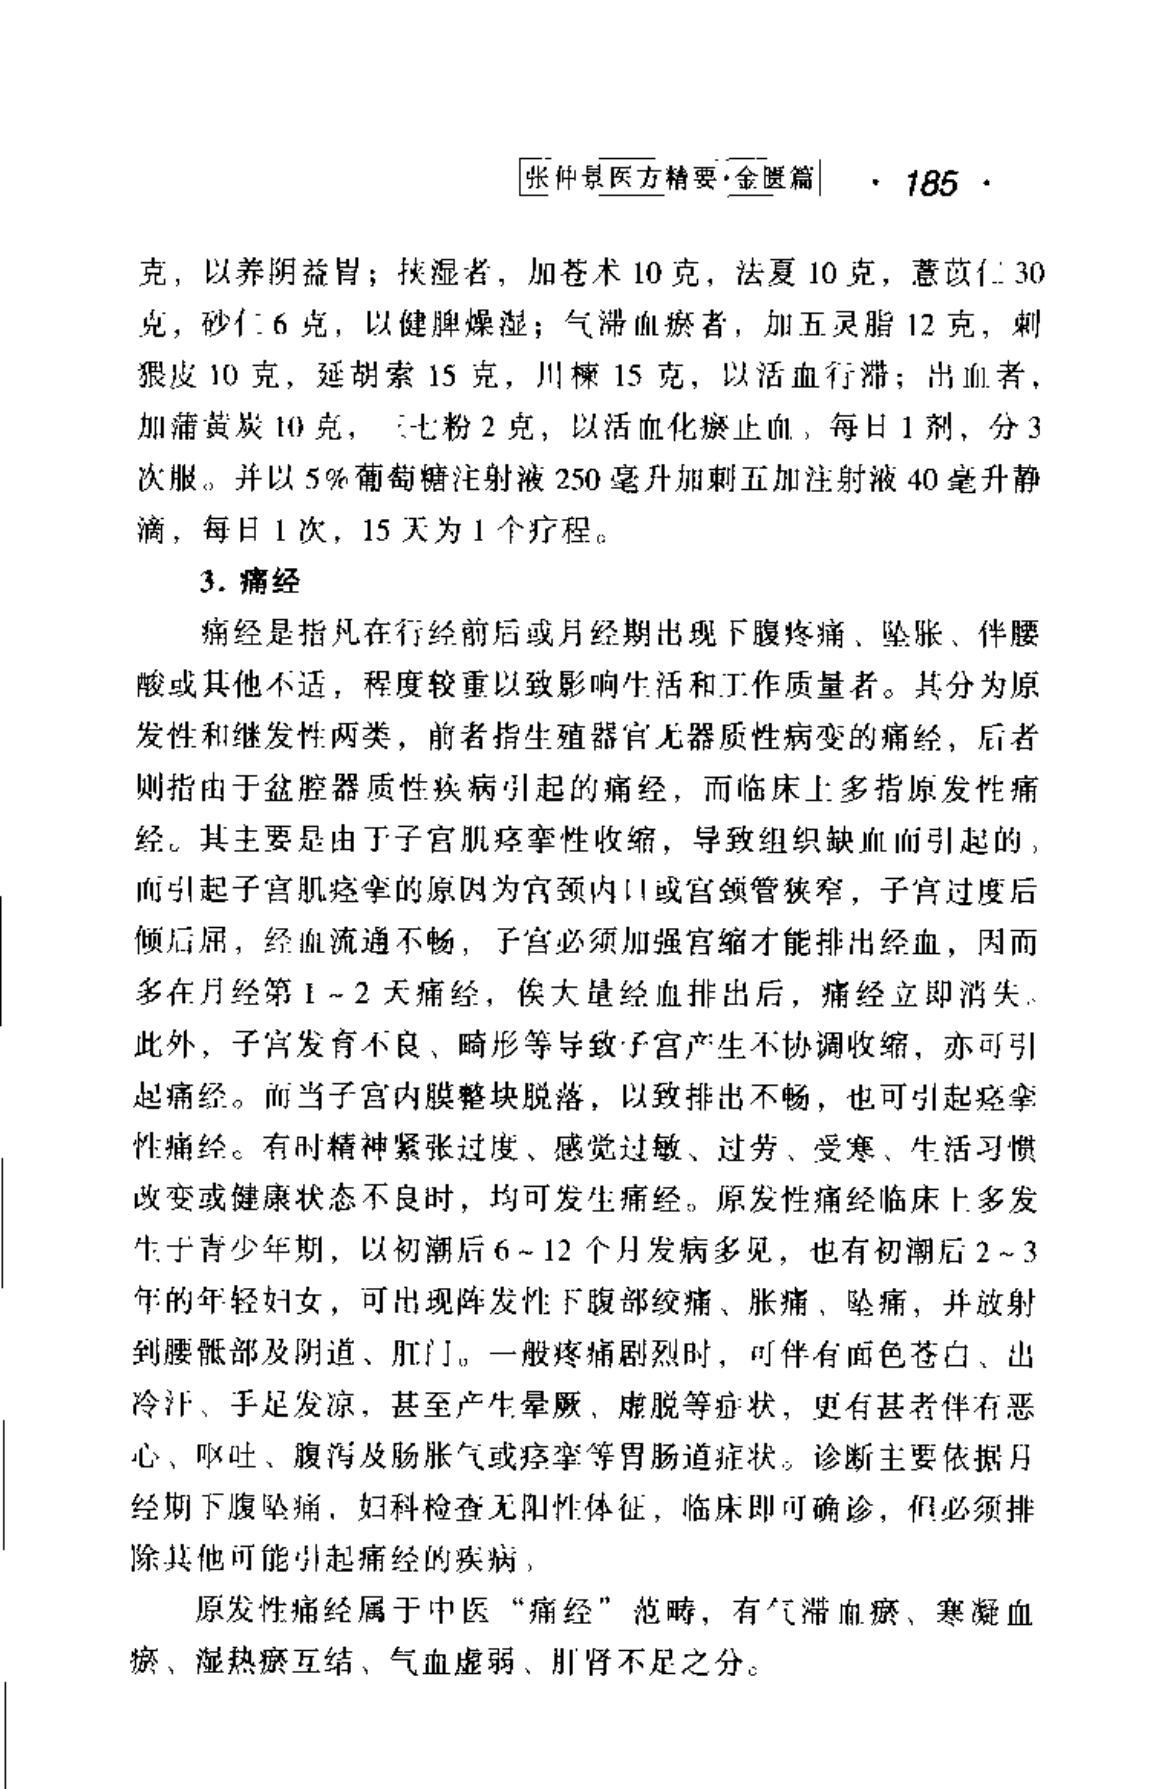 张仲景医方精要·金匮篇 · 185 ·
克，以养阴益胃；挟湿者，加苍术 10 克，法夏 10 克，薏苡仁 30
克，砂仁 6 克，以健脾燥湿；气滞血瘀者，加五灵脂 12 克，刺
猬皮 10 克，延胡索 15 克，川楝 15 克，以活血行滞；出血者，
加蒲黄炭 10 克，三七粉 2 克，以活血化瘀止血。每日 1 剂，分 3
次服。并以 5%葡萄糖注射液 250 毫升加刺五加注射液 40 毫升静
滴，每日 1 次，15 天为 1 个疗程。
3. 痛经
痛经是指凡在行经前后或月经期出现下腹疼痛、坠胀、伴腰
酸或其他不适，程度较重以致影响生活和工作质量者。其分为原
发性和继发性两类，前者指生殖器官无器质性病变的痛经，后者
则指由于盆腔器质性疾病引起的痛经，而临床上多指原发性痛
经。其主要是由于子宫肌痉挛性收缩，导致组织缺血而引起的。
而引起子宫肌痉挛的原因为宫颈内口或宫颈管狭窄，子宫过度后
倾后屈，经血流通不畅，子宫必须加强宫缩才能排出经血，因而
多在月经第 1～2 天痛经，俟大量经血排出后，痛经立即消失。
此外，子宫发育不良、畸形等导致子宫产生不协调收缩，亦可引
起痛经。而当子宫内膜整块脱落，以致排出不畅，也可引起痉挛
性痛经。有时精神紧张过度、感觉过敏、过劳、受寒、生活习惯
改变或健康状态不良时，均可发生痛经。原发性痛经临床上多发
生于青少年期，以初潮后 6～12 个月发病多见，也有初潮后 2～3
年的年轻妇女，可出现阵发性下腹部绞痛、胀痛、坠痛，并放射
到腰骶部及阴道、肛门。一般疼痛剧烈时，可伴有面色苍白、出
冷汗、手足发凉，甚至产生晕厥、虚脱等症状，更有甚者伴有恶
心、呕吐、腹泻及肠胀气或痉挛等胃肠道症状。诊断主要依据月
经期下腹坠痛，妇科检查无阳性体征，临床即可确诊，但必须排
除其他可能引起痛经的疾病。
原发性痛经属于中医“痛经”范畴，有气滞血瘀、寒凝血
瘀、湿热瘀互结、气血虚弱、肝肾不足之分。